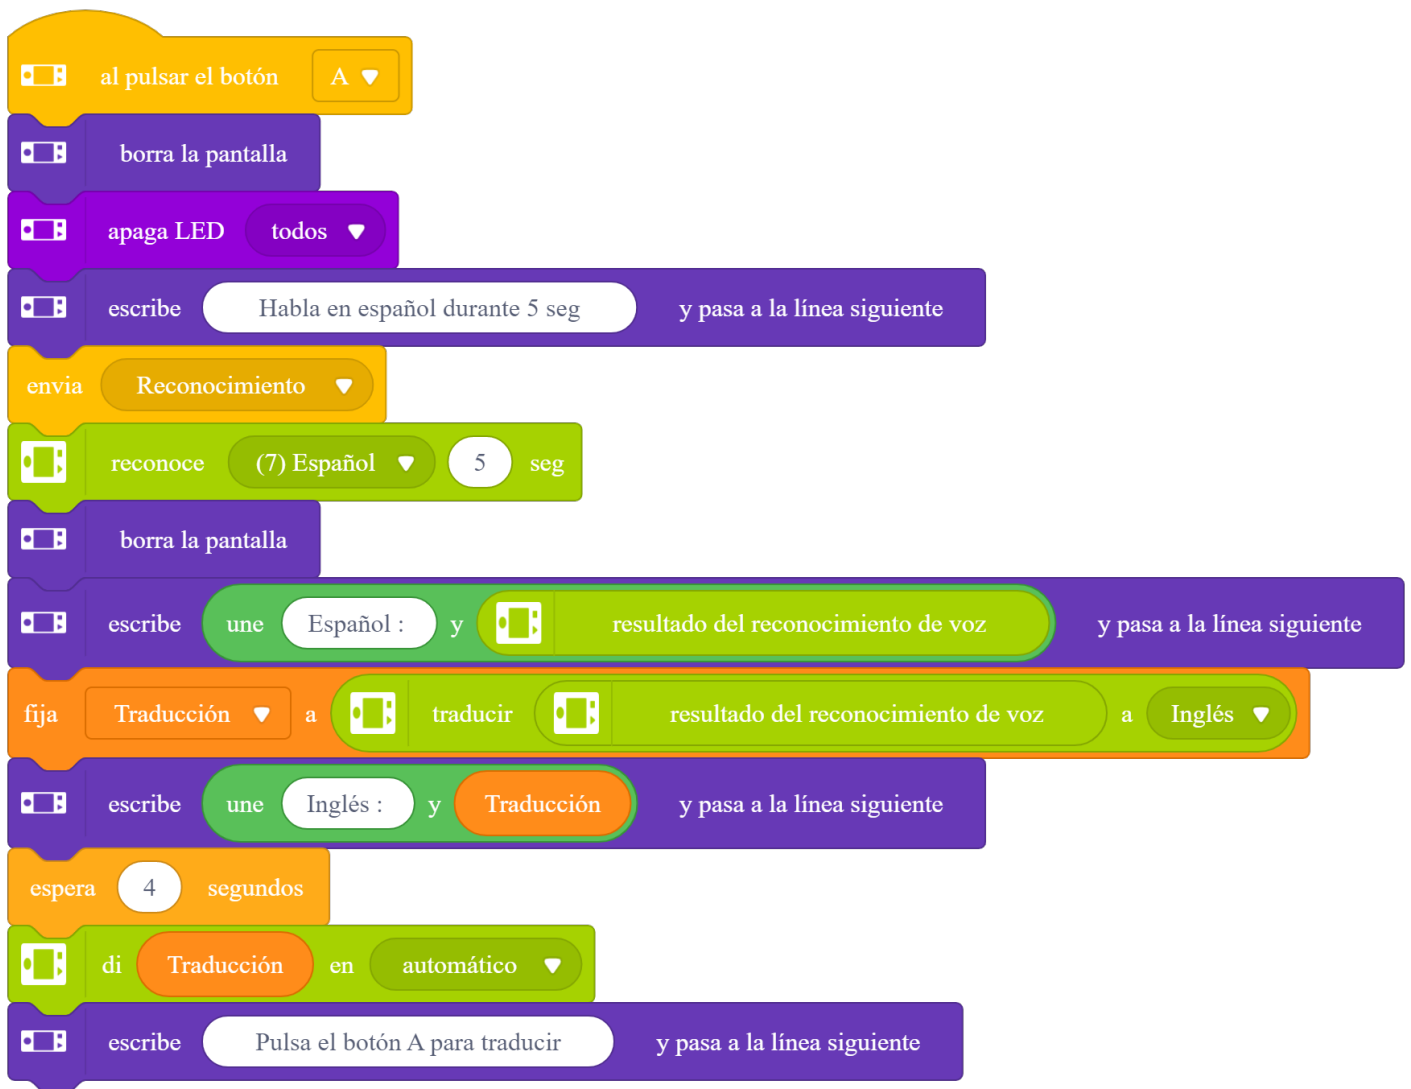 al pulsar el botón A
borra la pantalla
apaga LED todos
escribe Habla en español durante 5 seg y pasa a la línea siguiente
envia Reconocimiento
reconoce (7) Español 5 seg
borra la pantalla
escribe une Español : y resultado del reconocimiento de voz y pasa a la línea siguiente
fija Traducción a traducir resultado del reconocimiento de voz a Inglés
escribe une Inglés : y Traducción y pasa a la línea siguiente
espera 4 segundos
di Traducción en automático
escribe Pulsa el botón A para traducir y pasa a la línea siguiente